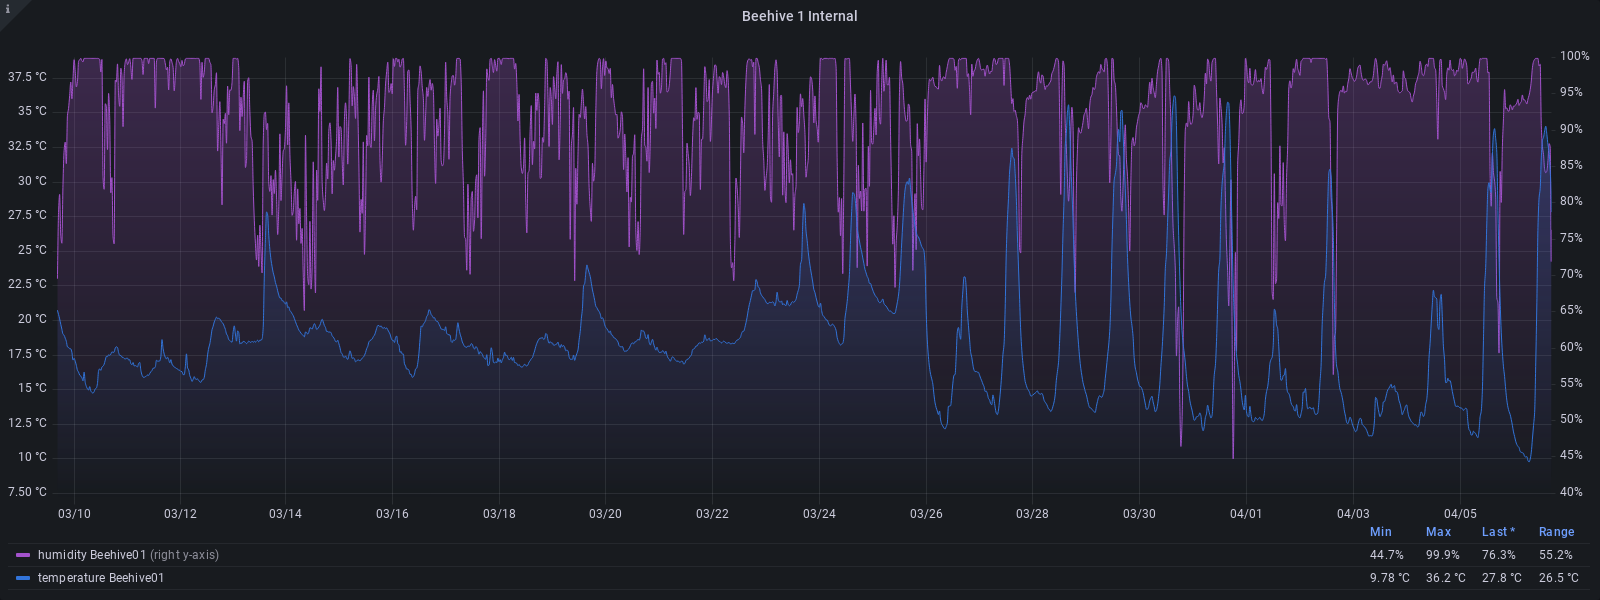 i
Beehive 1 Internal
37.5 °C
35 °C
32.5 °C
30 °C
27.5 °C
25 °C
22.5 °C
20 °C
17.5 °C
15 °C
12.5 °C
10 °C
7.50 °C
100%
95%
90%
85%
80%
75%
70%
65%
60%
55%
50%
45%
40%
03/10 03/12 03/14 03/16 03/18 03/20 03/22 03/24 03/26 03/28 03/30 04/01 04/03 04/05
Min Max Last * Range
humidity Beehive01 (right y-axis) 44.7% 99.9% 76.3% 55.2%
temperature Beehive01 9.78 °C 36.2 °C 27.8 °C 26.5 °C